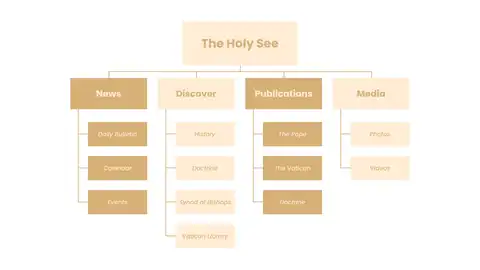 The Holy See
News
Discover
Publications
Media
Daily Bulletin
History
The Pope
Photos
Calendar
Doctrine
The Vatican
Videos
Events
Synod of Bishops
Doctrine
Vatican Library